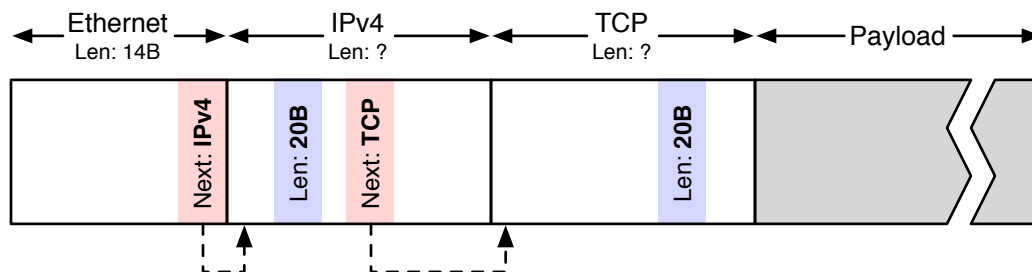 Ethernet
Len: 14B
IPv4
Len: ?
TCP
Len: ?
Payload
Next: IPv4
Len: 20B
Next: TCP
Len: 20B